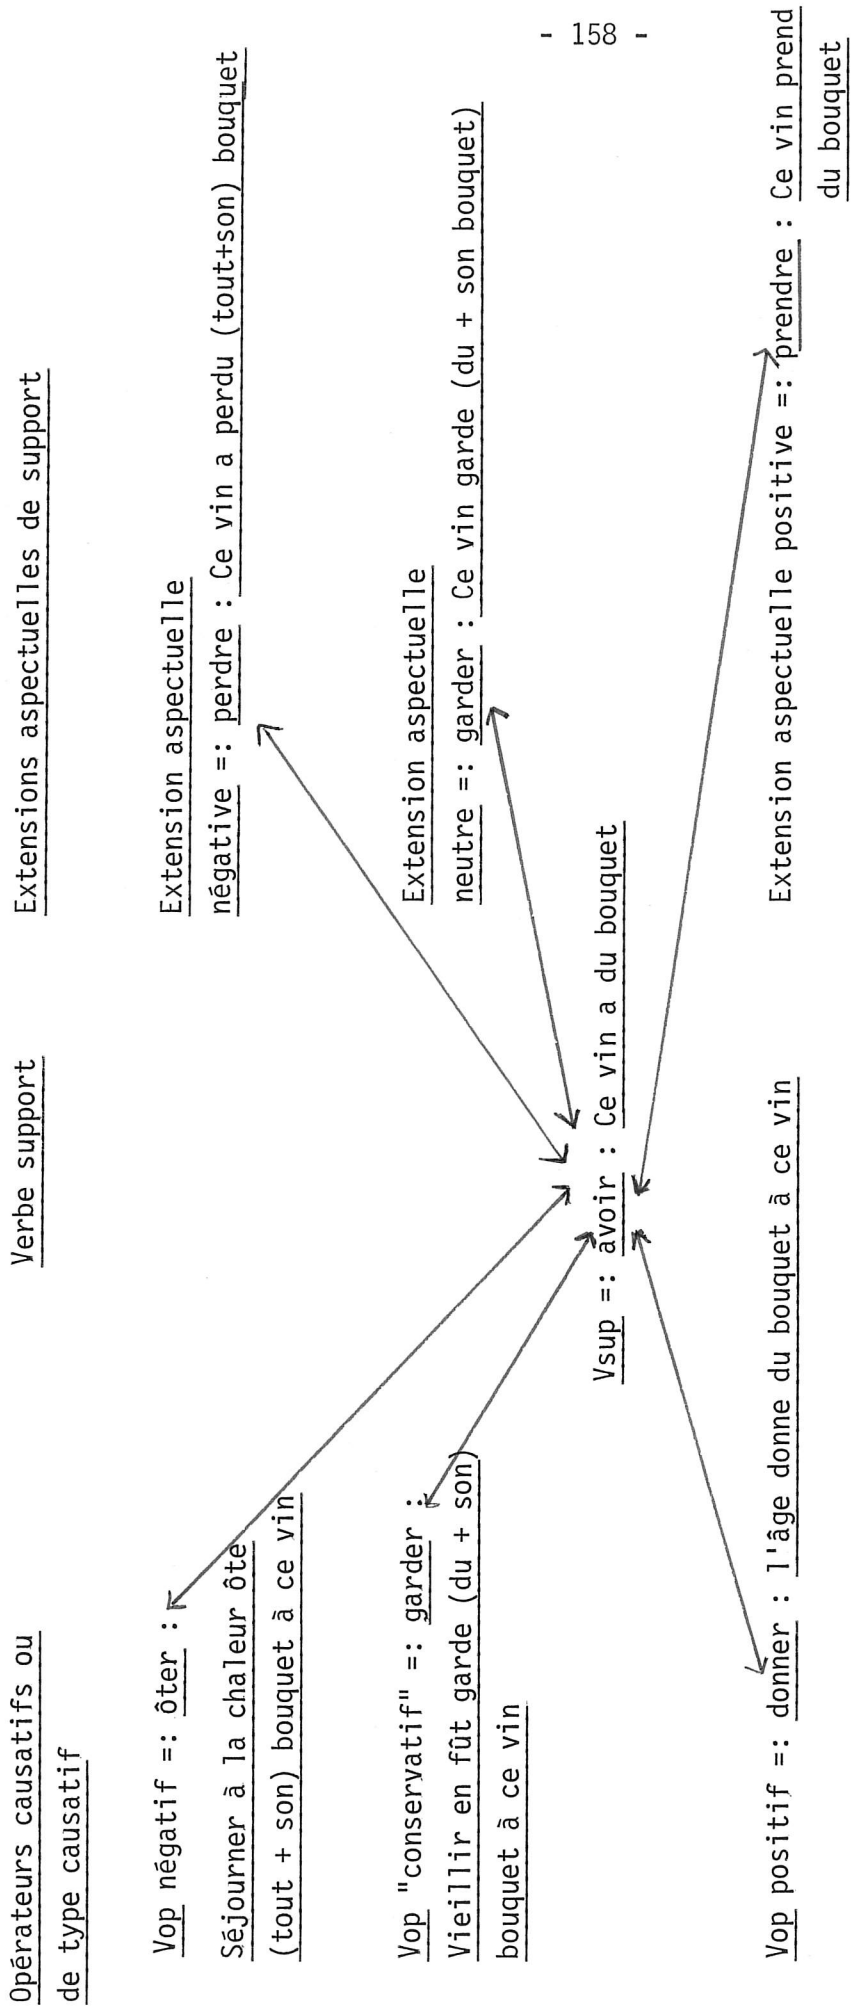 - 158 -
Opérateurs causatifs ou
de type causatif
Verbe support
Extensions aspectuelles de support
Vop négatif =: ôter :
Séjourner à la chaleur ôte
(tout + son) bouquet à ce vin
Extension aspectuelle
négative =: perdre : Ce vin a perdu (tout+son) bouquet
Vop "conservatif" =: garder :
Vieillir en fût garde (du + son)
bouquet à ce vin
Extension aspectuelle
neutre =: garder : Ce vin garde (du + son bouquet)
Vsup =: avoir : Ce vin a du bouquet
Vop positif =: donner : l'âge donne du bouquet à ce vin
Extension aspectuelle positive =: prendre : Ce vin prend
du bouquet